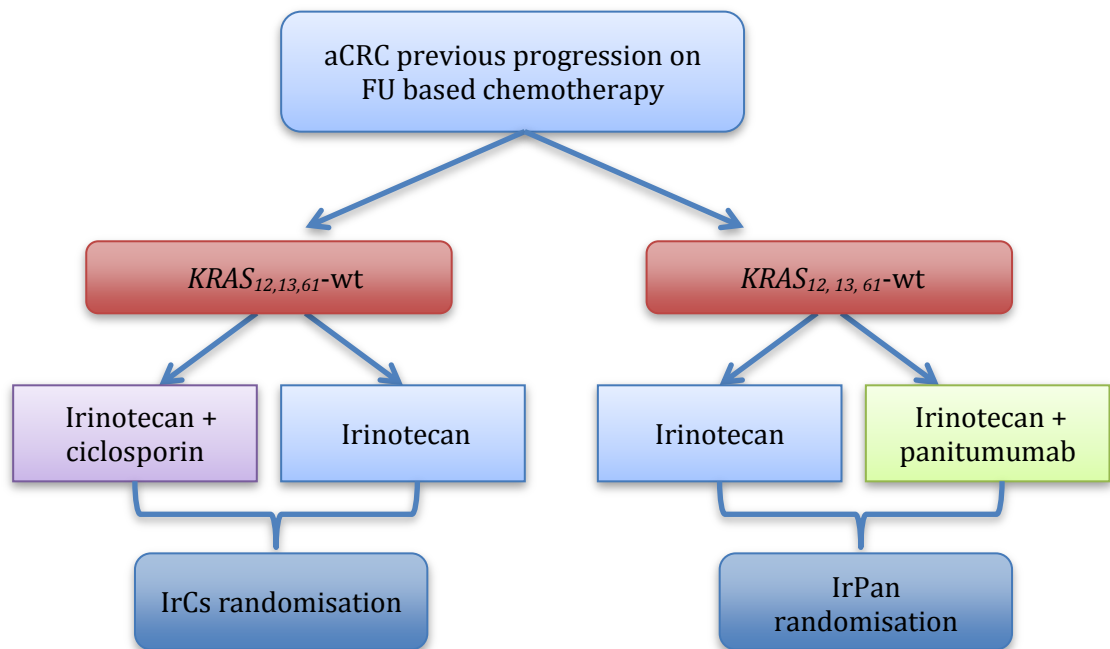 aCRC previous progression on
FU based chemotherapy
KRAS12,13,61-wt
KRAS12, 13, 61-wt
Irinotecan +
ciclosporin
Irinotecan
Irinotecan
Irinotecan +
panitumumab
IrCs randomisation
IrPan
randomisation